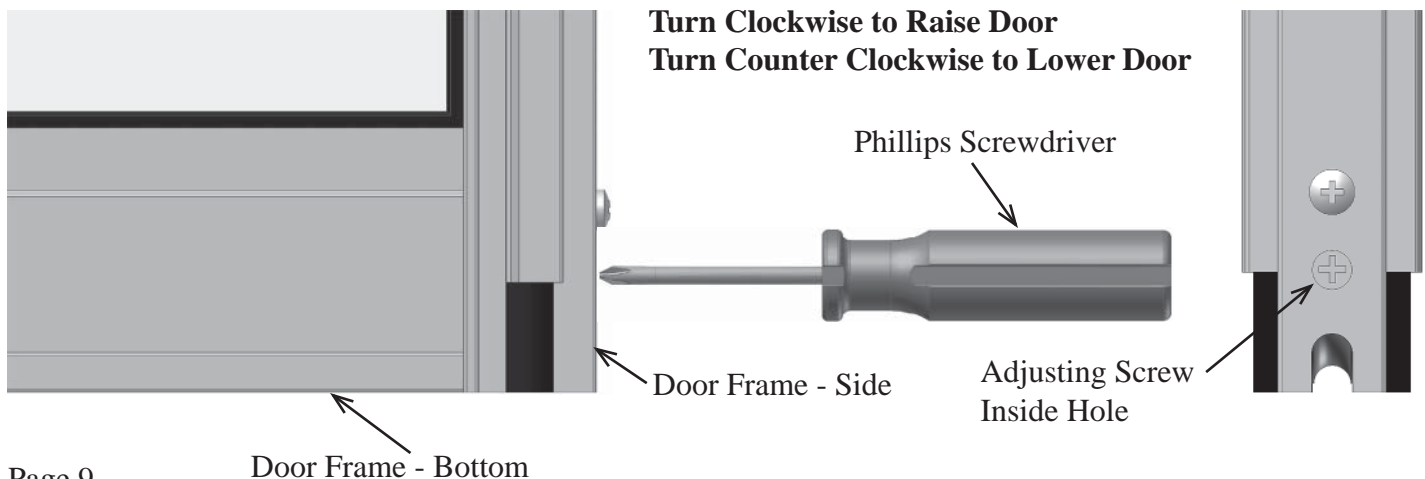 Turn Clockwise to Raise Door
Turn Counter Clockwise to Lower Door
Phillips Screwdriver
Door Frame - Side
Adjusting Screw
Inside Hole
Door Frame - Bottom
Page 9